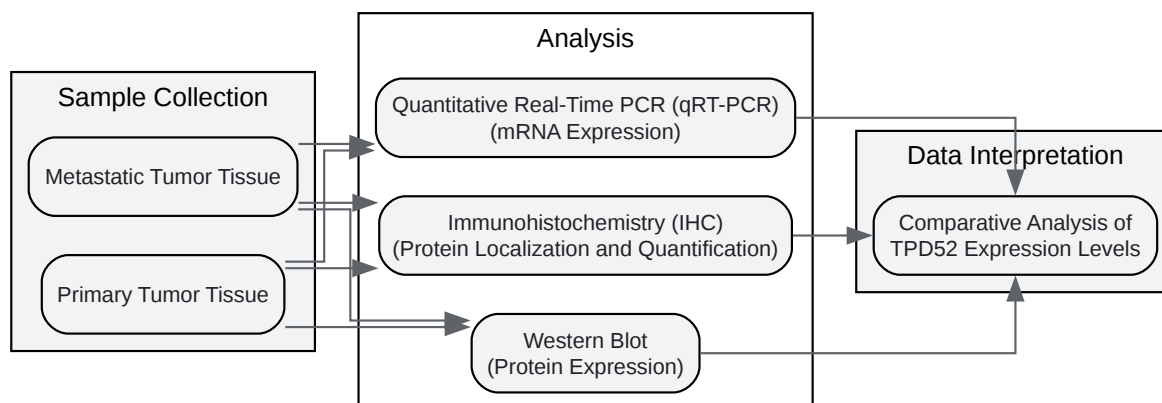 Sample Collection
Metastatic Tumor Tissue
Primary Tumor Tissue
Analysis
Quantitative Real-Time PCR (qRT-PCR)
(mRNA Expression)
Immunohistochemistry (IHC)
(Protein Localization and Quantification)
Western Blot
(Protein Expression)
Data Interpretation
Comparative Analysis of
TPD52 Expression Levels